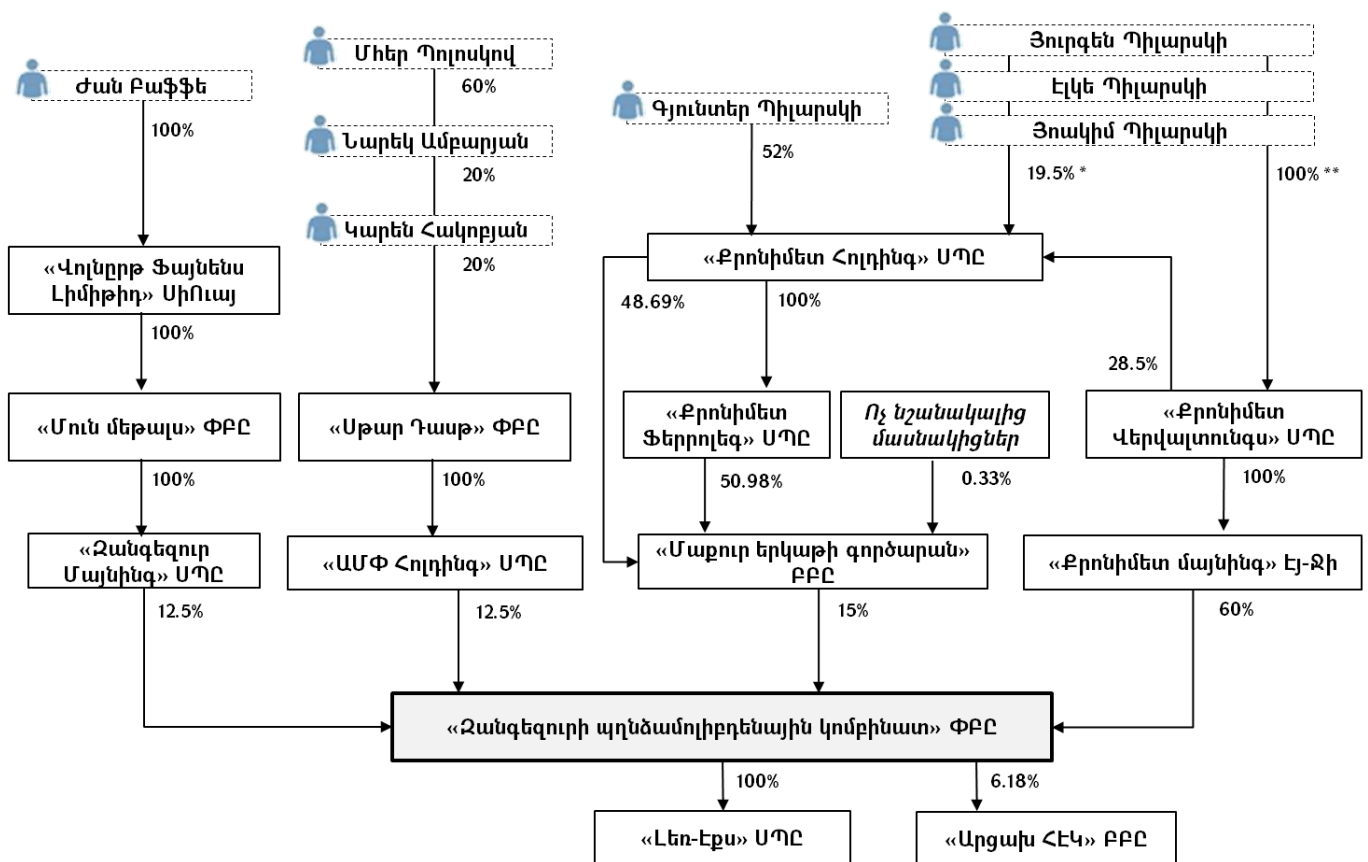 Ժան Բաֆֆե
100%
«Վոլնըրթ Ֆայնենս
Լիմիթիդ» ՍիՈւայ
100%
«Մուն մեթալս» ՓԲԸ
100%
«Զանգեզուր
Մայնինգ» ՍՊԸ
12.5%
Մհեր Պոլոսկով
60%
Նարեկ Ամբարյան
20%
Կարեն Հակոբյան
20%
«Սթար Դասթ» ՓԲԸ
100%
«ԱՄՓ Հոլդինգ» ՍՊԸ
12.5%
Գյունտեր Պիլարսկի
52%
Յուրգեն Պիլարսկի
Էլկե Պիլարսկի
Յոակիմ Պիլարսկի
19.5% *
100% **
«Քրոնիմետ Հոլդինգ» ՍՊԸ
48.69%
100%
28.5%
«Քրոնիմետ
Ֆերրոլեգ» ՍՊԸ
50.98%
Ոչ նշանակալից
մասնակիցներ
0.33%
«Քրոնիմետ
Վերվալտունգս» ՍՊԸ
100%
«Մաքուր երկաթի գործարան»
ԲԲԸ
15%
«Քրոնիմետ մայնինգ» Էյ-Ջի
60%
«Զանգեզուրի պղնձամոլիբդենային կոմբինատ» ՓԲԸ
100%
6.18%
«Լեռ-Էքս» ՍՊԸ
«Արցախ ՀԷԿ» ԲԲԸ